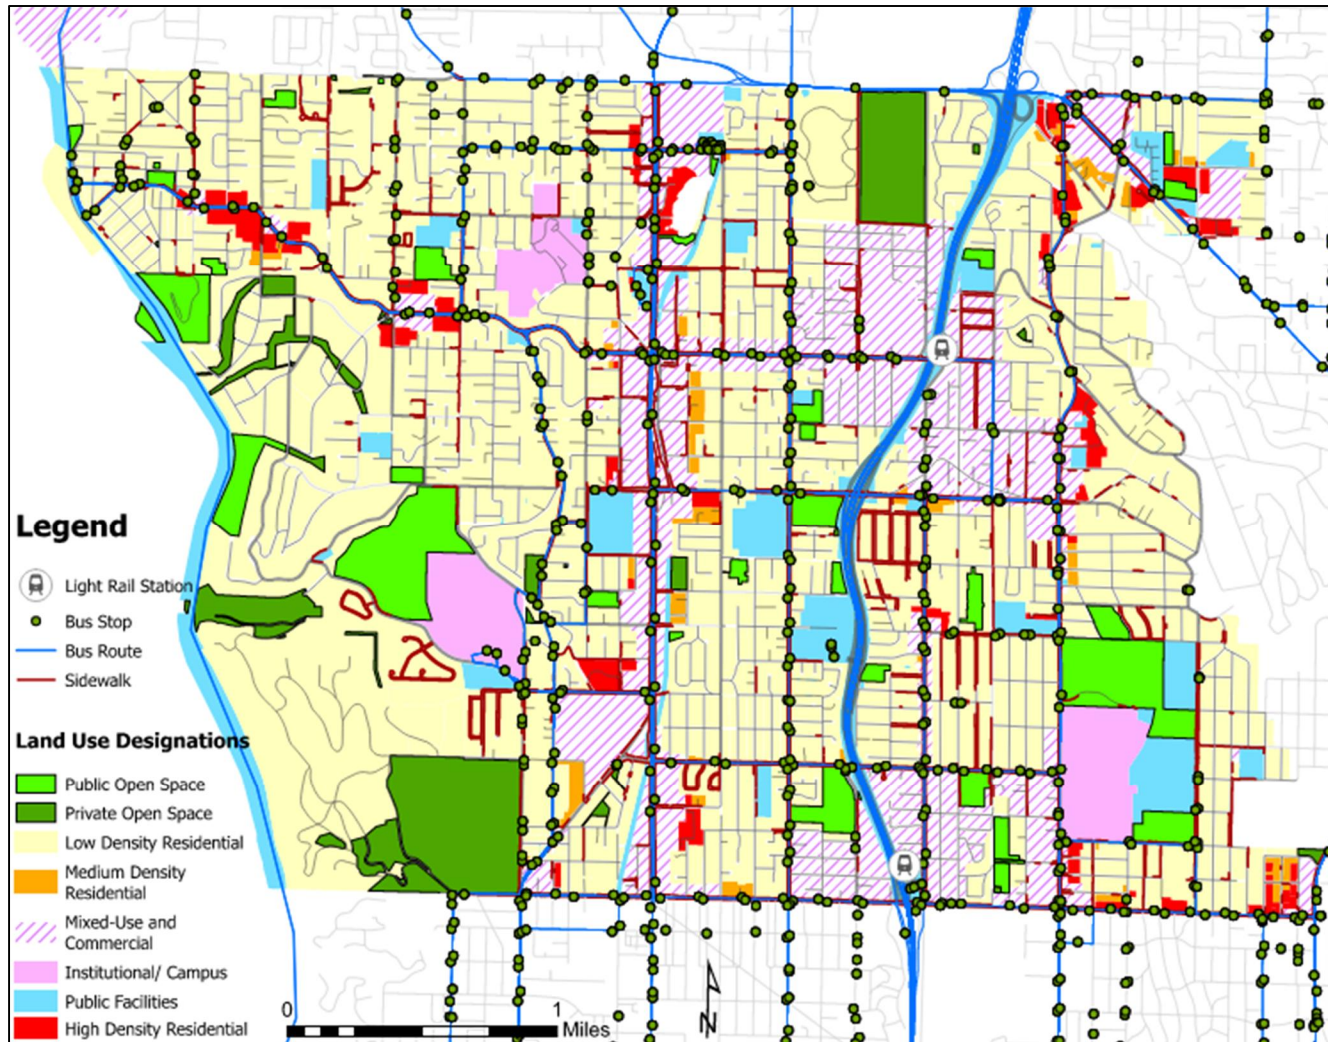 Legend
Light Rail Station
Bus Stop
Bus Route
Sidewalk
Land Use Designations
Public Open Space
Private Open Space
Low Density Residential
Medium Density
Residential
Mixed-Use and
Commercial
Institutional/ Campus
Public Facilities
High Density Residential
0 1
Miles
N